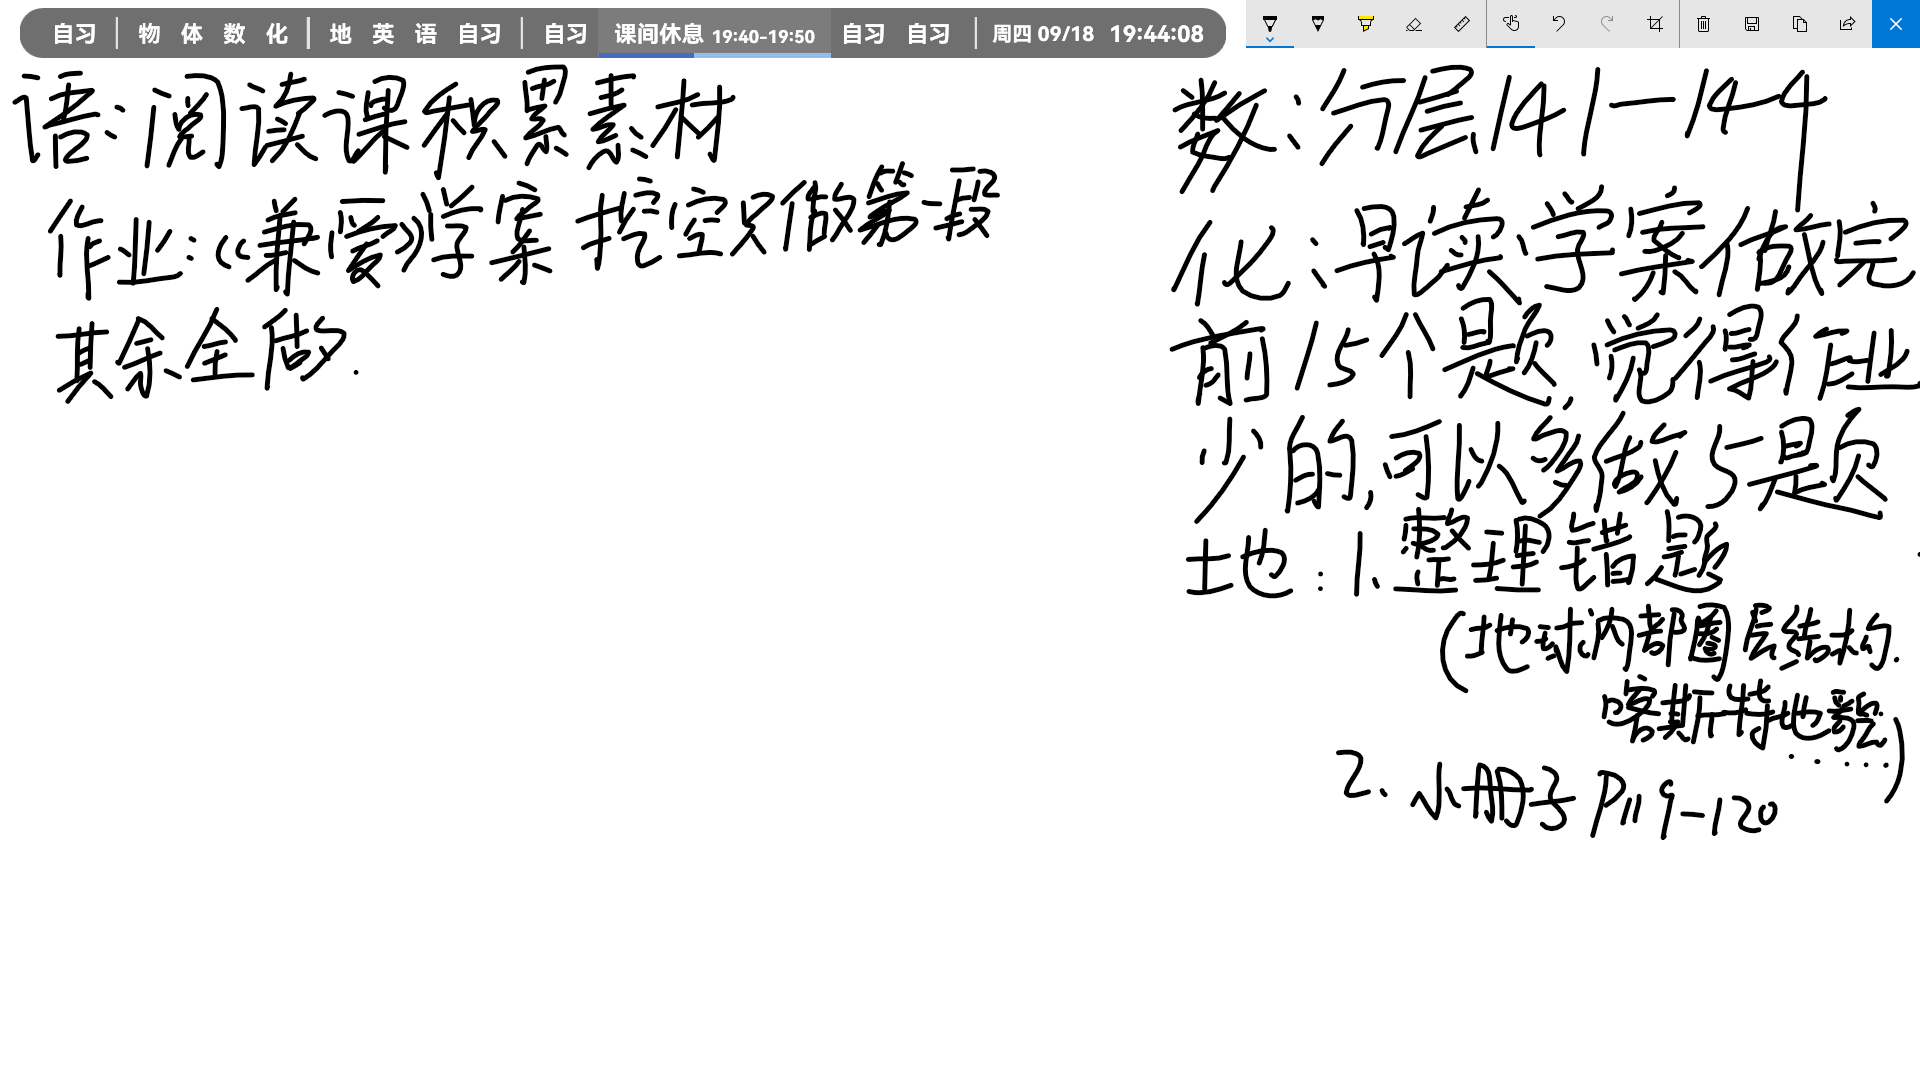 自习 | 物 体 数 化 | 地 英 语 自习 | 自习 课间休息 19:40-19:50 自习 自习 | 周四 09/18 19:44:08
语:阅读课积累素材
作业:《兼爱》学案 挖空只做第一段
其余全做.
数:分层141—144
化:早读学案做完
前15个题,觉得作业
少的,可以多做5题
地:1.整理错题
(地球内部圈层结构.
喀斯特地貌......)
2.小册子P119-120